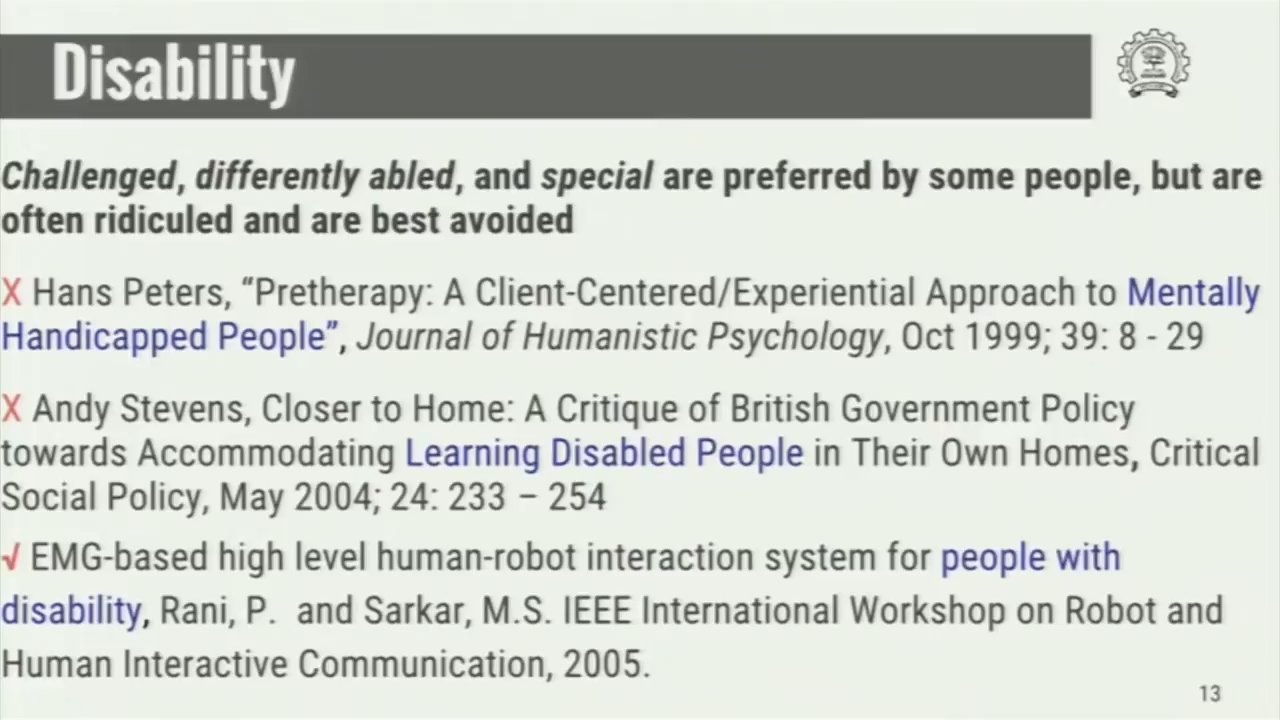 Disability
Challenged, differently abled, and special are preferred by some people, but are
often ridiculed and are best avoided
X Hans Peters, “Pretherapy: A Client-Centered/Experiential Approach to Mentally
Handicapped People”, Journal of Humanistic Psychology, Oct 1999; 39: 8 - 29
X Andy Stevens, Closer to Home: A Critique of British Government Policy
towards Accommodating Learning Disabled People in Their Own Homes, Critical
Social Policy, May 2004; 24: 233 – 254
√ EMG-based high level human-robot interaction system for people with
disability, Rani, P. and Sarkar, M.S. IEEE International Workshop on Robot and
Human Interactive Communication, 2005.
13